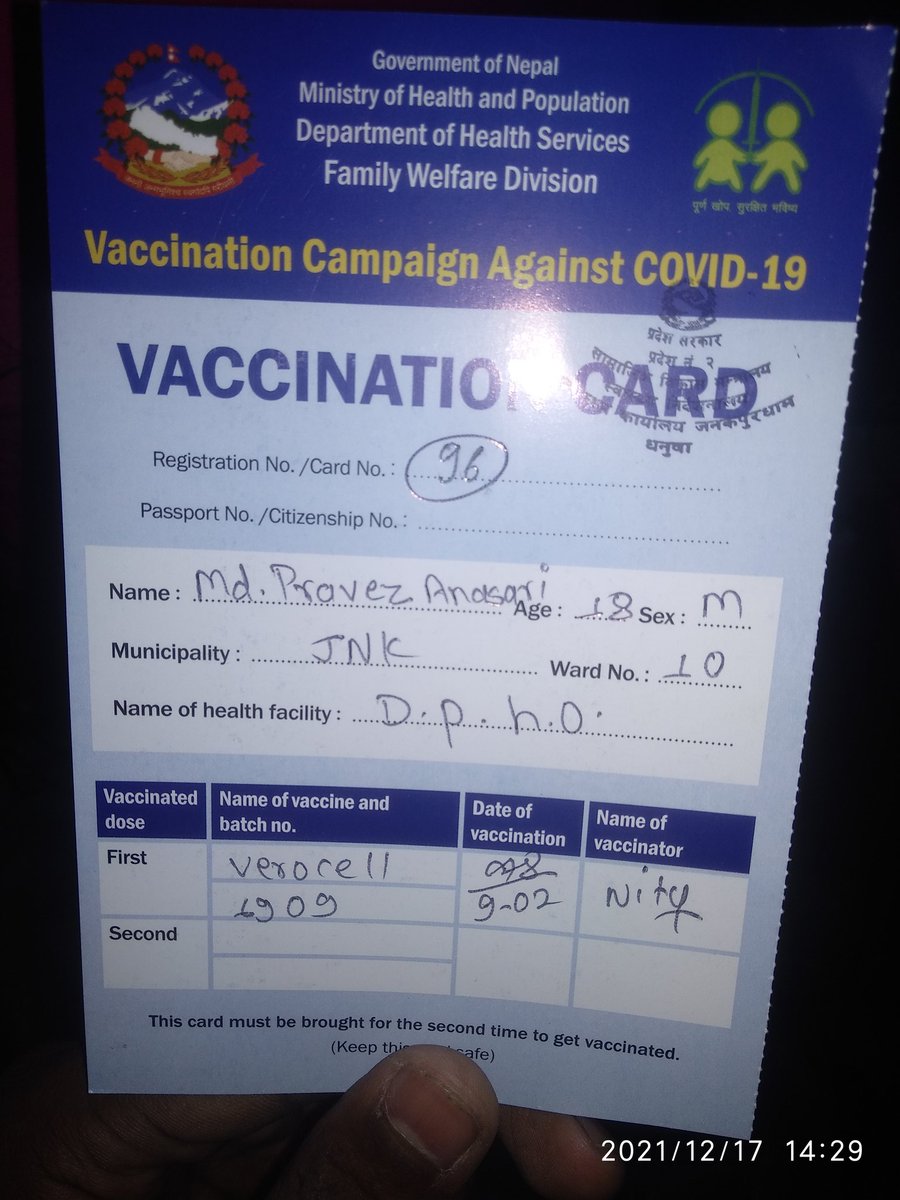 Government of Nepal
Ministry of Health and Population
Department of Health Services
Family Welfare Division
पूर्ण खोप सुरक्षित भविष्य
Vaccination Campaign Against COVID-19
प्रदेश सरकार
प्रदेश नं. २
सामाजिक विकास
कार्यालय जनकपुरधाम
धनुषा
VACCINATION CARD
Registration No. /Card No. : 96
Passport No. /Citizenship No. :
Name : Md. Pravez Anasari Age : 18 Sex : M
Municipality : JNK Ward No. : 10
Name of health facility : D.p.h.O.
Vaccinated dose Name of vaccine and batch no. Date of vaccination Name of vaccinator
First verocell 078
1909 9-02
Second
This card must be brought for the second time to get vaccinated.
(Keep this safe)
2021/12/17 14:29